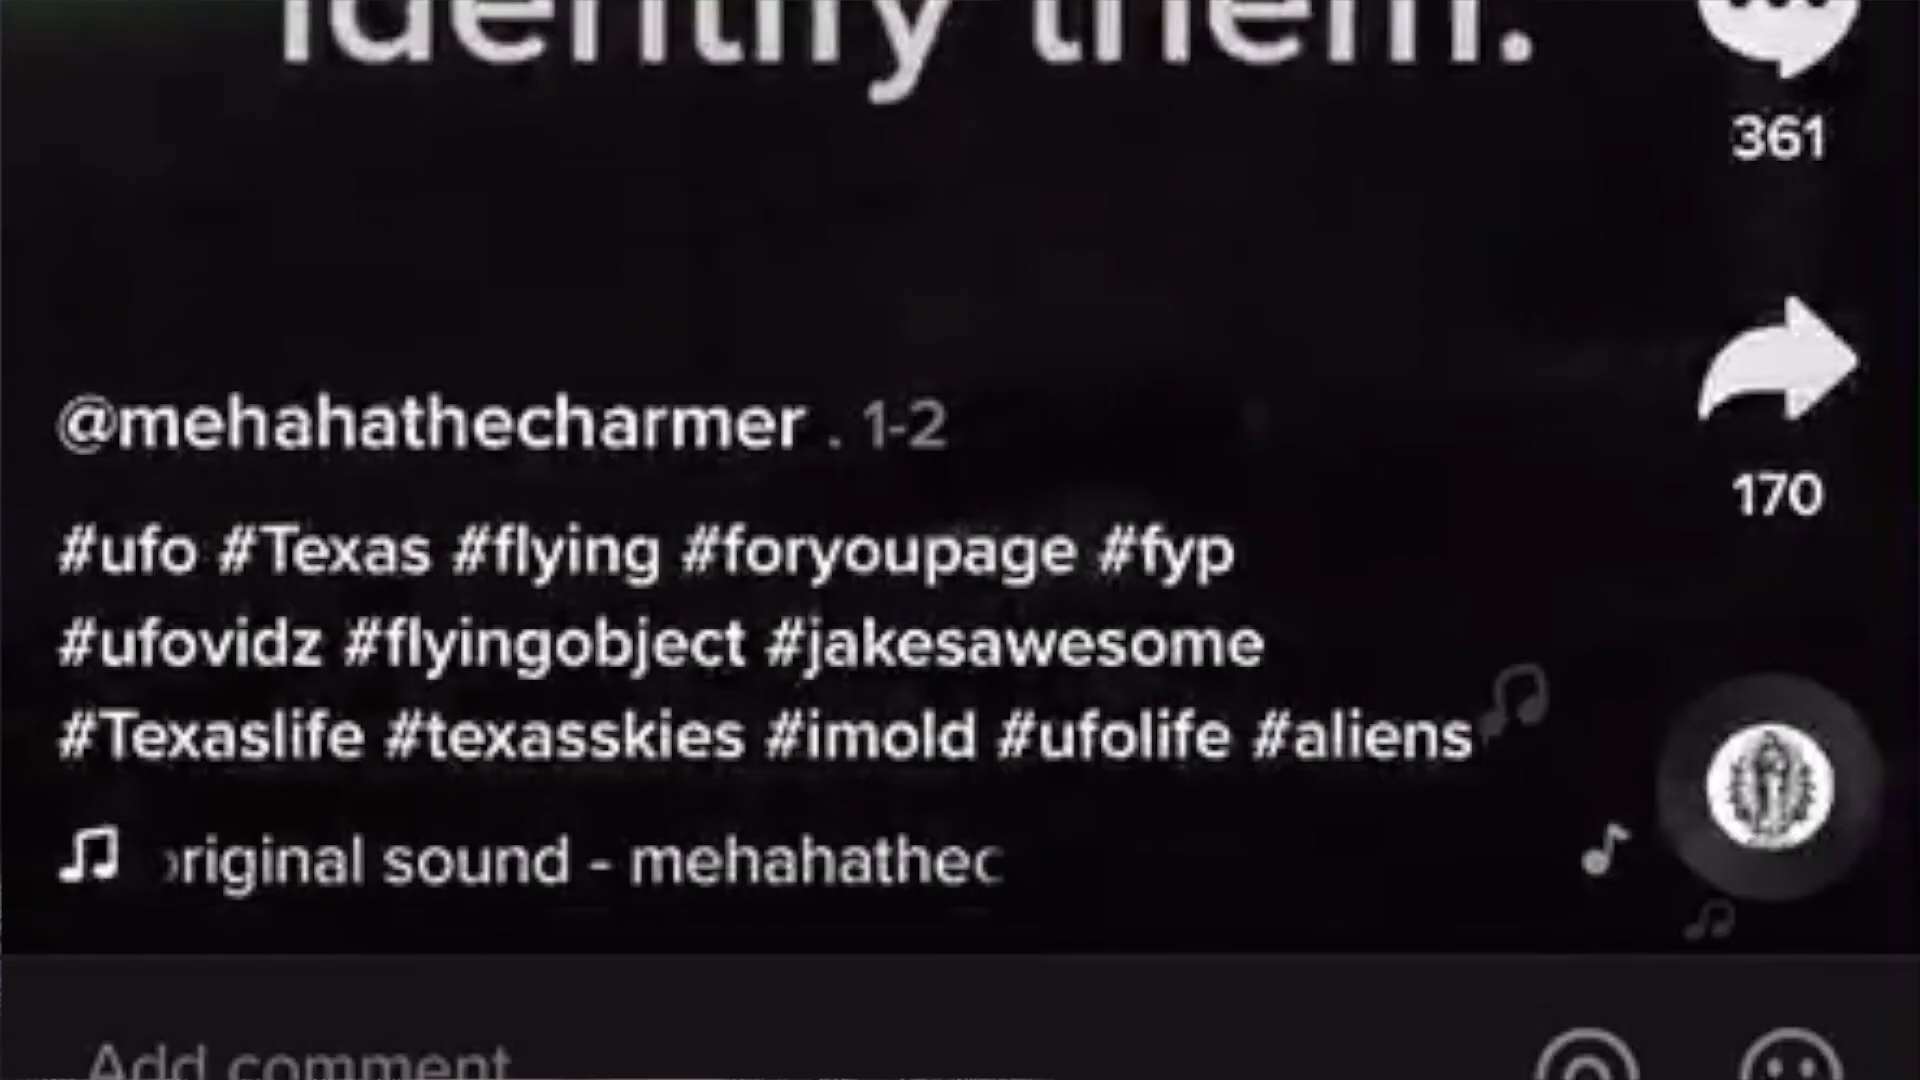 identify them.
361
@mehahathecharmer . 1-2
170
#ufo #Texas #flying #foryoupage #fyp
#ufovidz #flyingobject #jakesawesome
#Texaslife #texasskies #imold #ufolife #aliens
original sound - mehahathec
Add comment